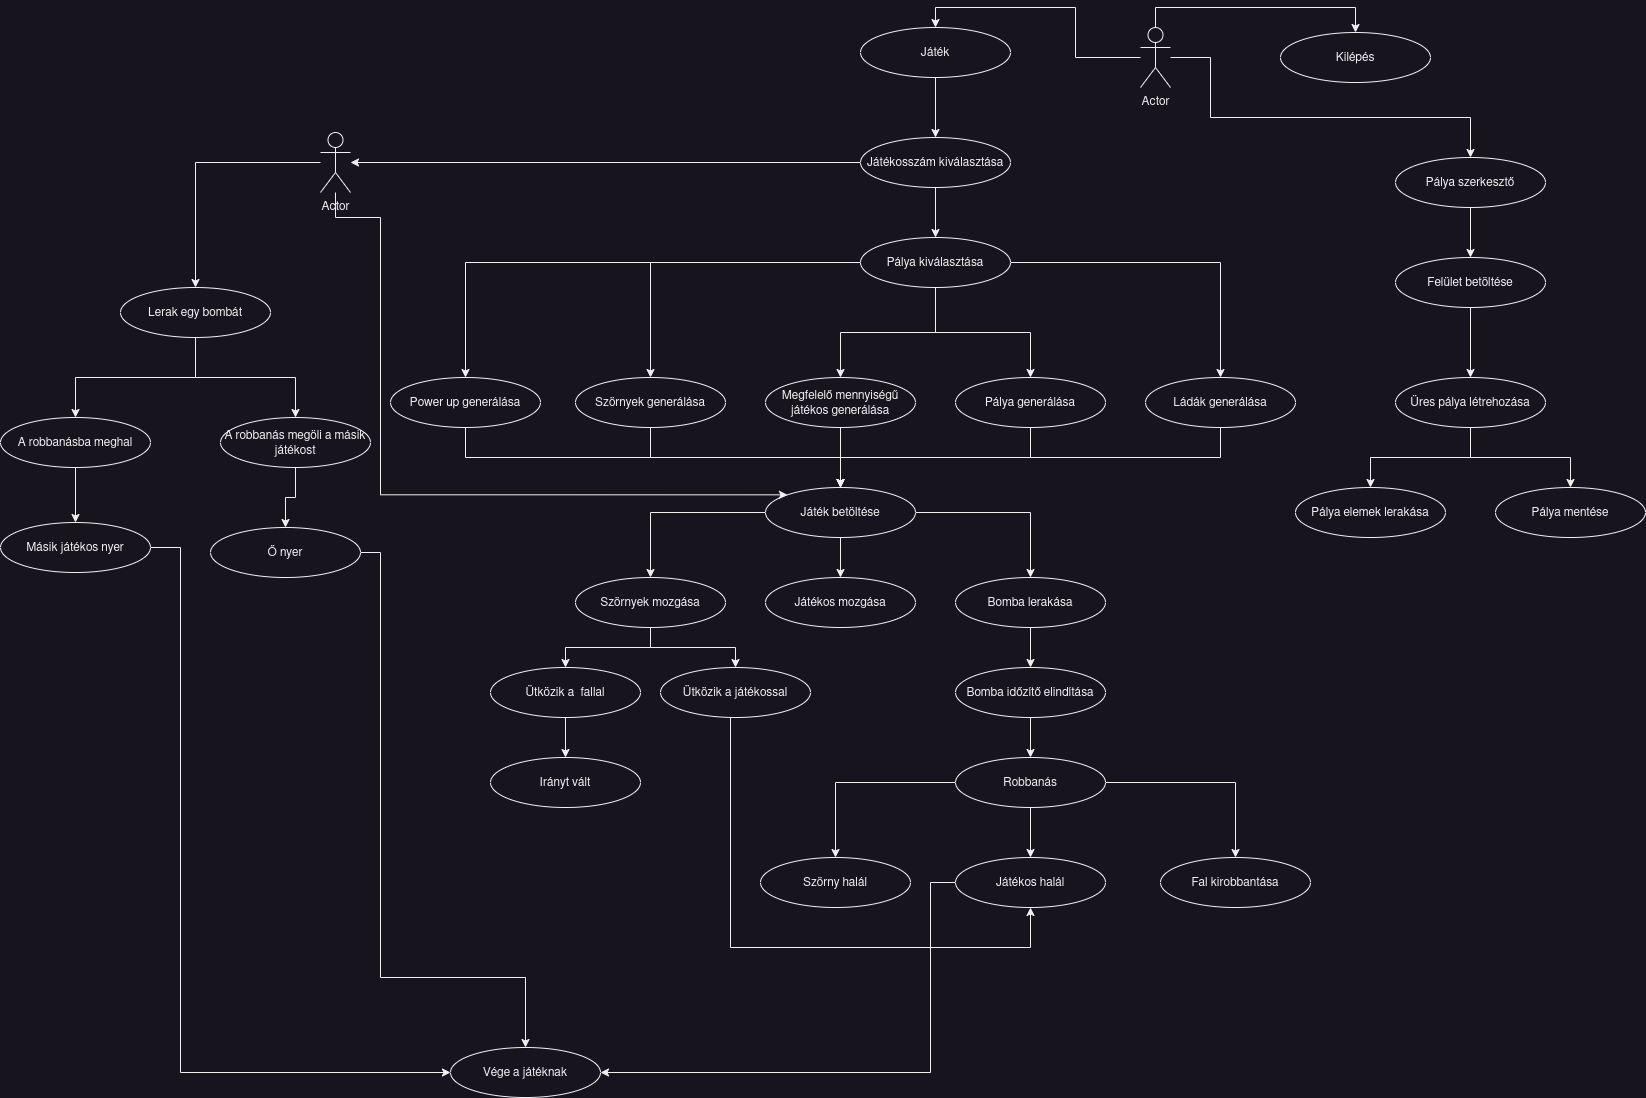 Játék
Kilépés
Actor
Játékosszám kiválasztása
Actor
Pálya szerkesztő
Pálya kiválasztása
Felület betöltése
Lerak egy bombát
Power up generálása
Szörnyek generálása
Megfelelő mennyiségű
játékos generálása
Pálya generálása
Ládák generálása
Üres pálya létrehozása
A robbanásba meghal
A robbanás megöli a másik
játékost
Játék betöltése
Pálya elemek lerakása
Pálya mentése
Másik játékos nyer
Ő nyer
Szörnyek mozgása
Játékos mozgása
Bomba lerakása
Ütközik a fallal
Ütközik a játékossal
Bomba időzítő elindítása
Irányt vált
Robbanás
Szörny halál
Játékos halál
Fal kirobbantása
Vége a játéknak